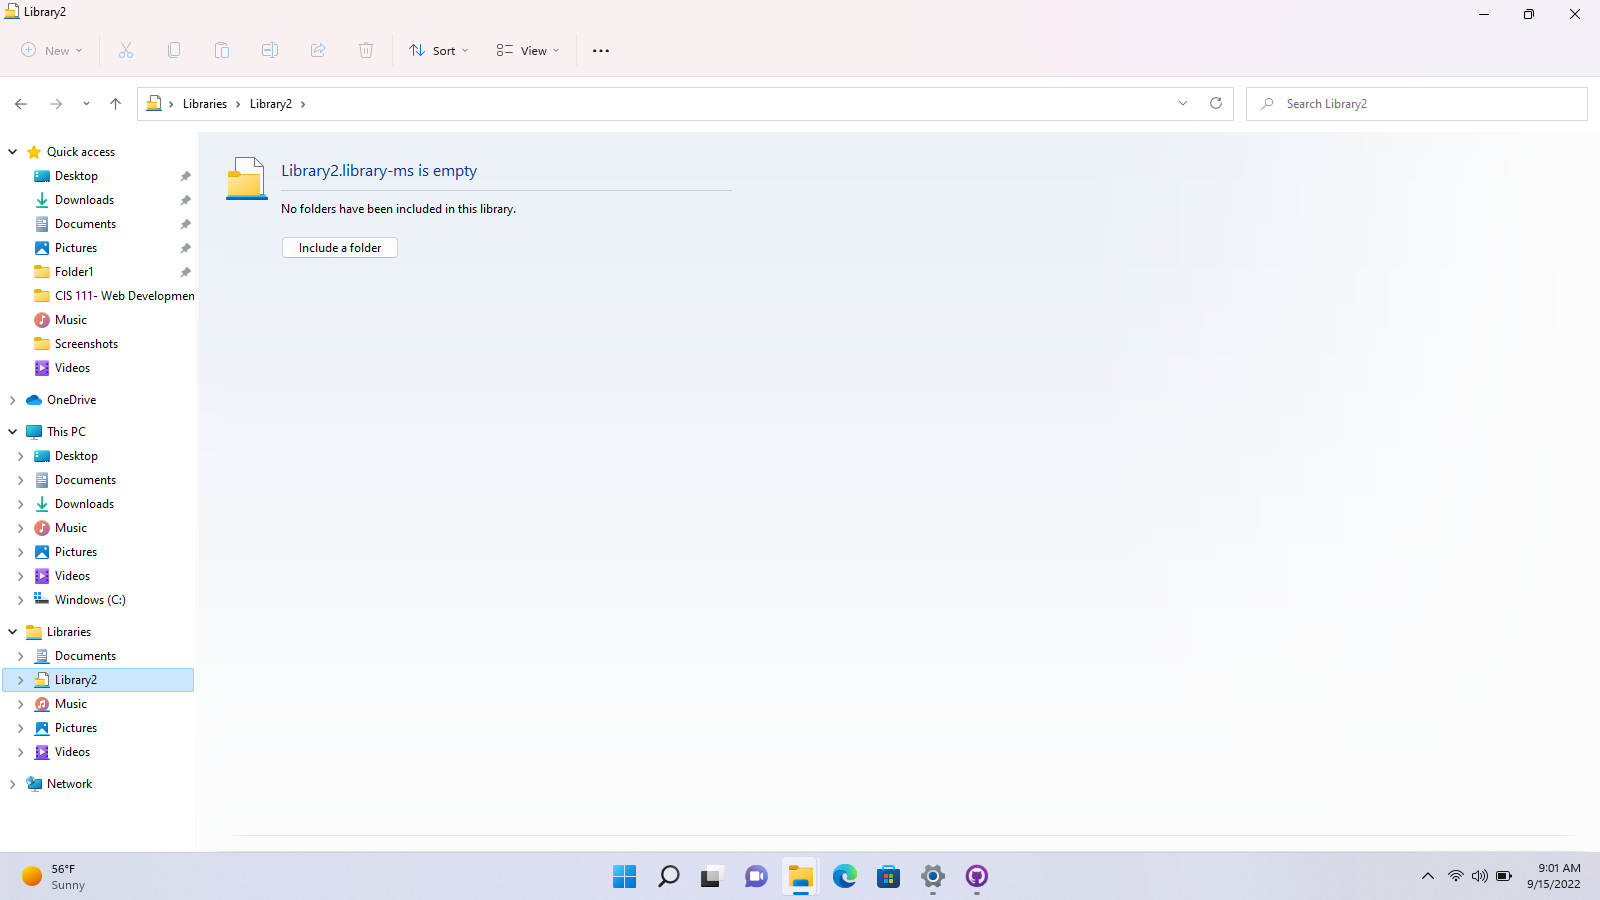 Library2
New
Sort
View
Libraries
Library2
Search Library2
Quick access
Desktop
Downloads
Documents
Pictures
Folder1
CIS 111- Web Developmen
Music
Screenshots
Videos
OneDrive
This PC
Desktop
Documents
Downloads
Music
Pictures
Videos
Windows (C:)
Libraries
Documents
Library2
Music
Pictures
Videos
Network
Library2.library-ms is empty
No folders have been included in this library.
Include a folder
56°F
Sunny
9:01 AM
9/15/2022